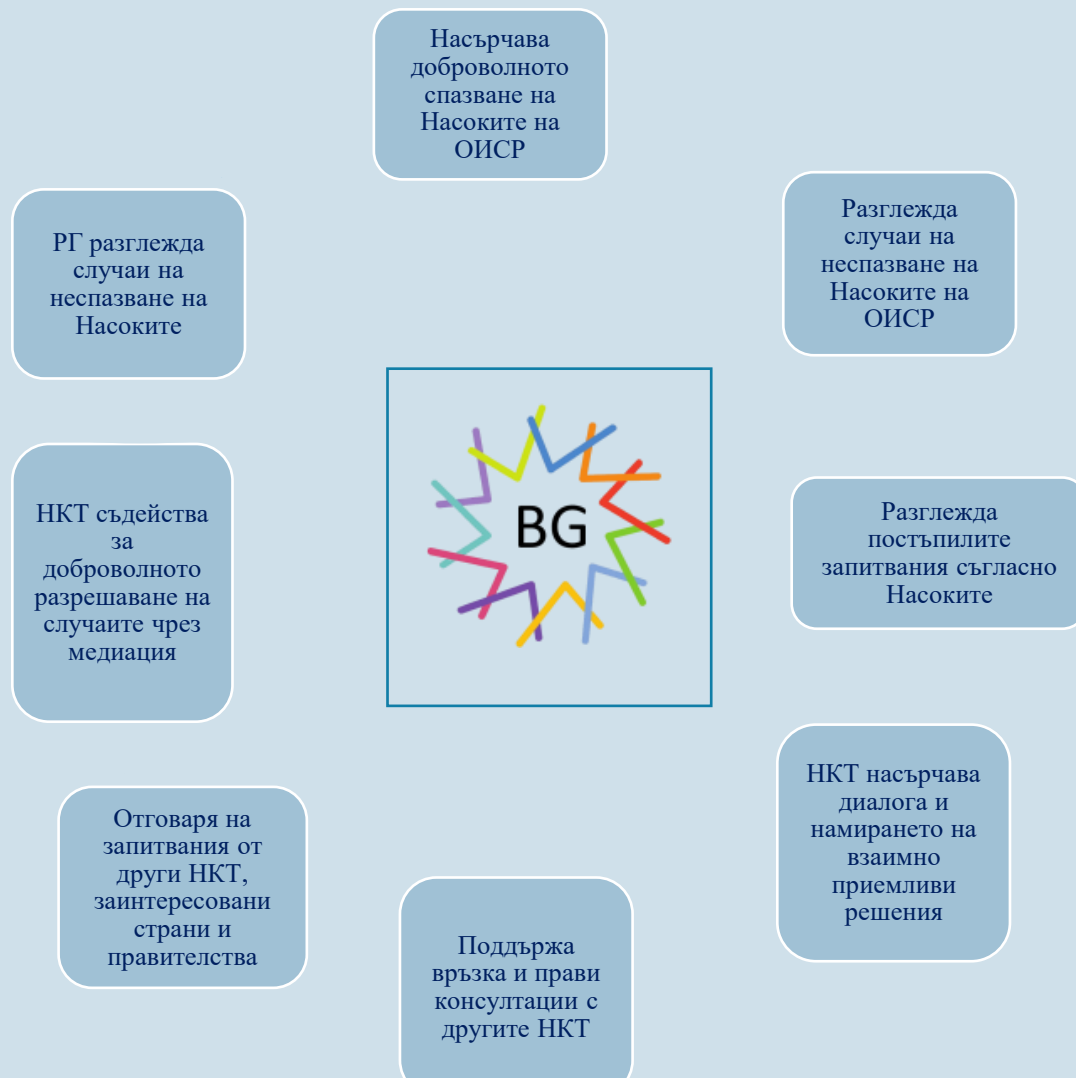 Насърчава
доброволното
спазване на
Насоките на
ОИСР
Разглежда
случаи на
неспазване на
Насоките на
ОИСР
РГ разглежда
случаи на
неспазване на
Насоките
BG
Разглежда
постъпилите
запитвания съгласно
Насоките
НКТ съдейства
за
доброволното
разрешаване на
случаите чрез
медиация
НКТ насърчава
диалога и
намирането на
взаимно
приемливи
решения
Отговаря на
запитвания от
други НКТ,
заинтересовани
страни и
правителства
Поддържа
връзка и прави
консултации с
другите НКТ